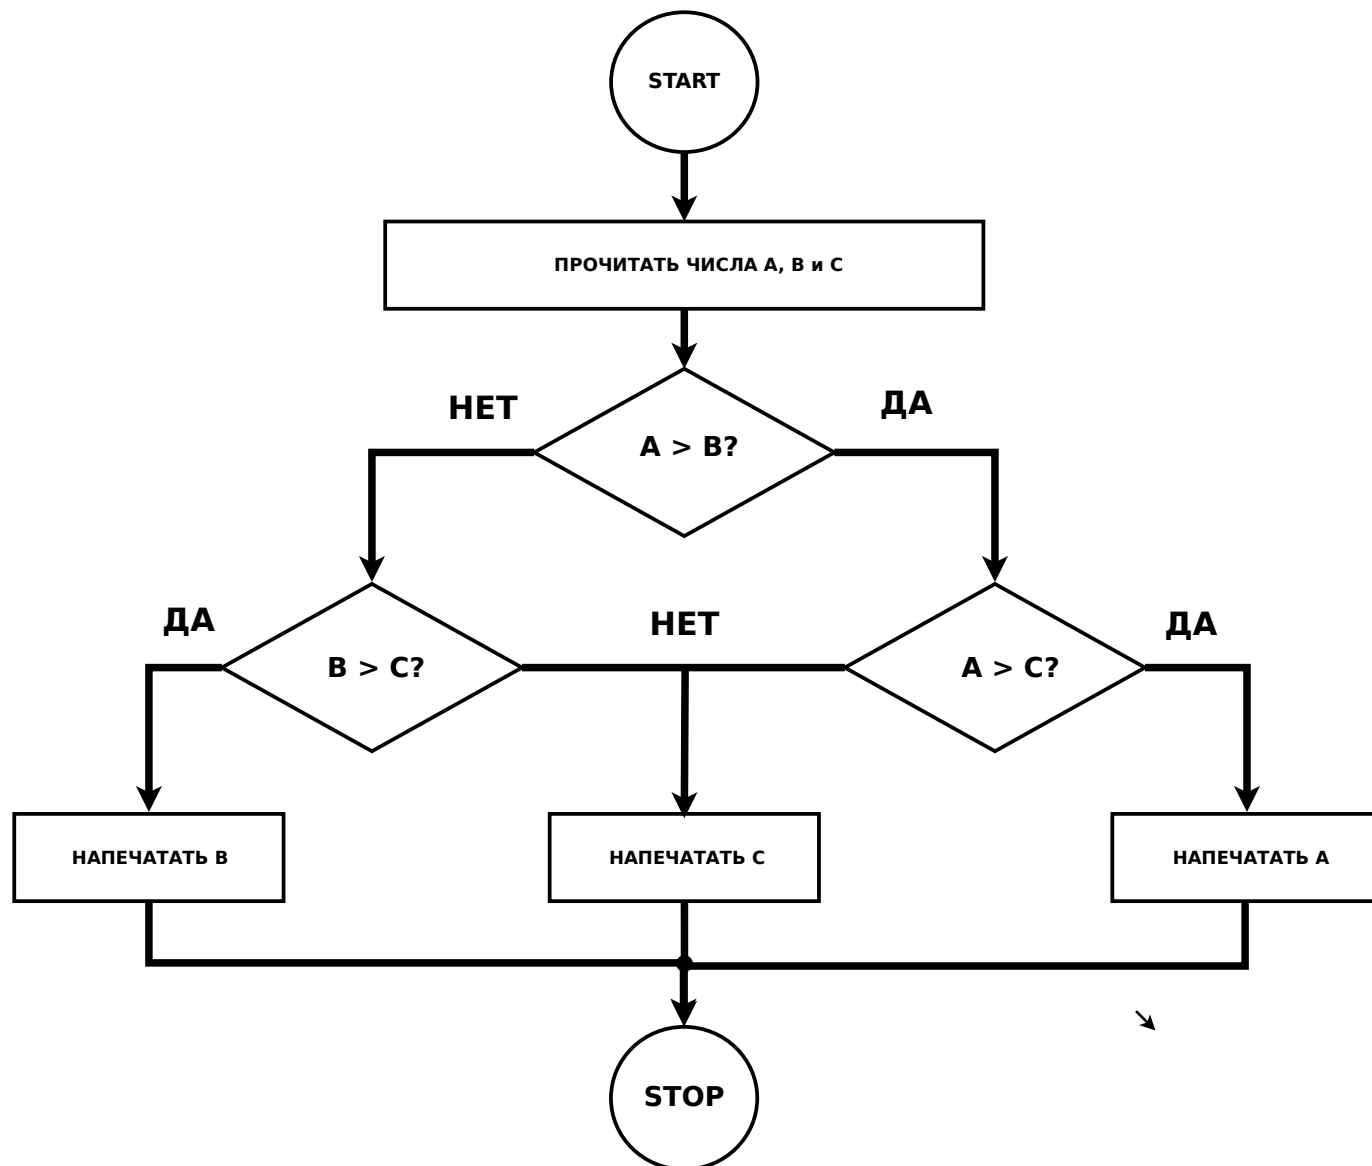 START
ПРОЧИТАТЬ ЧИСЛА А, В и С
НЕТ
ДА
A > B?
ДА
НЕТ
ДА
B > C?
A > C?
НАПЕЧАТАТЬ В
НАПЕЧАТАТЬ С
НАПЕЧАТАТЬ А
STOP